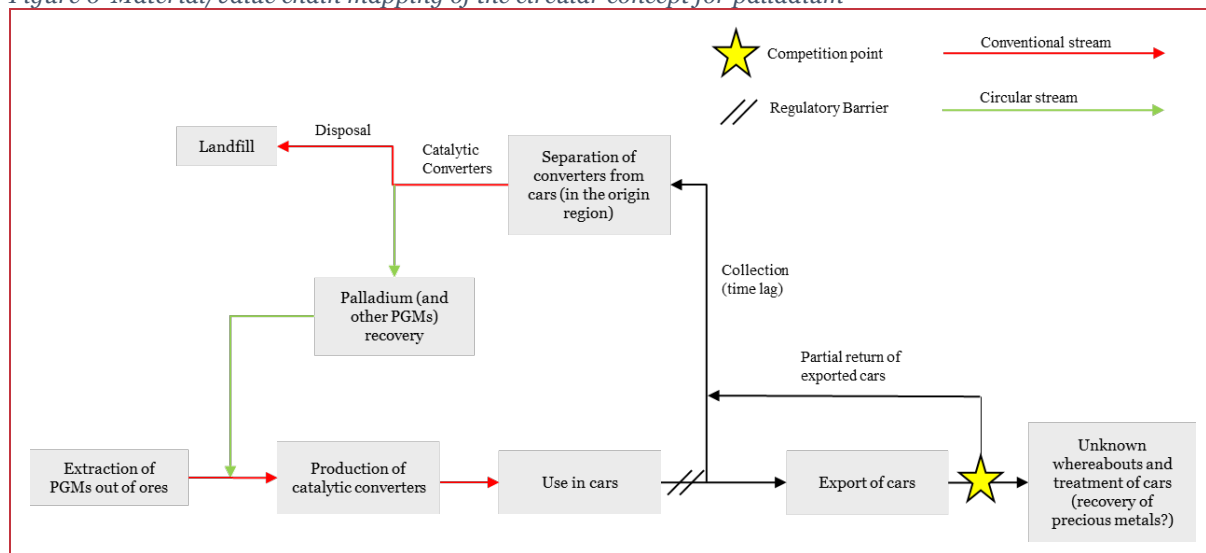 Figure 6 Material/value chain mapping of the circular concept for palladium
Competition point
Conventional stream
Regulatory Barrier
Circular stream
Landfill
Disposal
Catalytic
Converters
Separation of
converters from
cars (in the origin
region)
Palladium (and
other PGMs)
recovery
Collection
(time lag)
Partial return of
exported cars
Extraction of
PGMs out of ores
Production of
catalytic converters
Use in cars
Export of cars
Unknown
whereabouts and
treatment of cars
(recovery of
precious metals?)